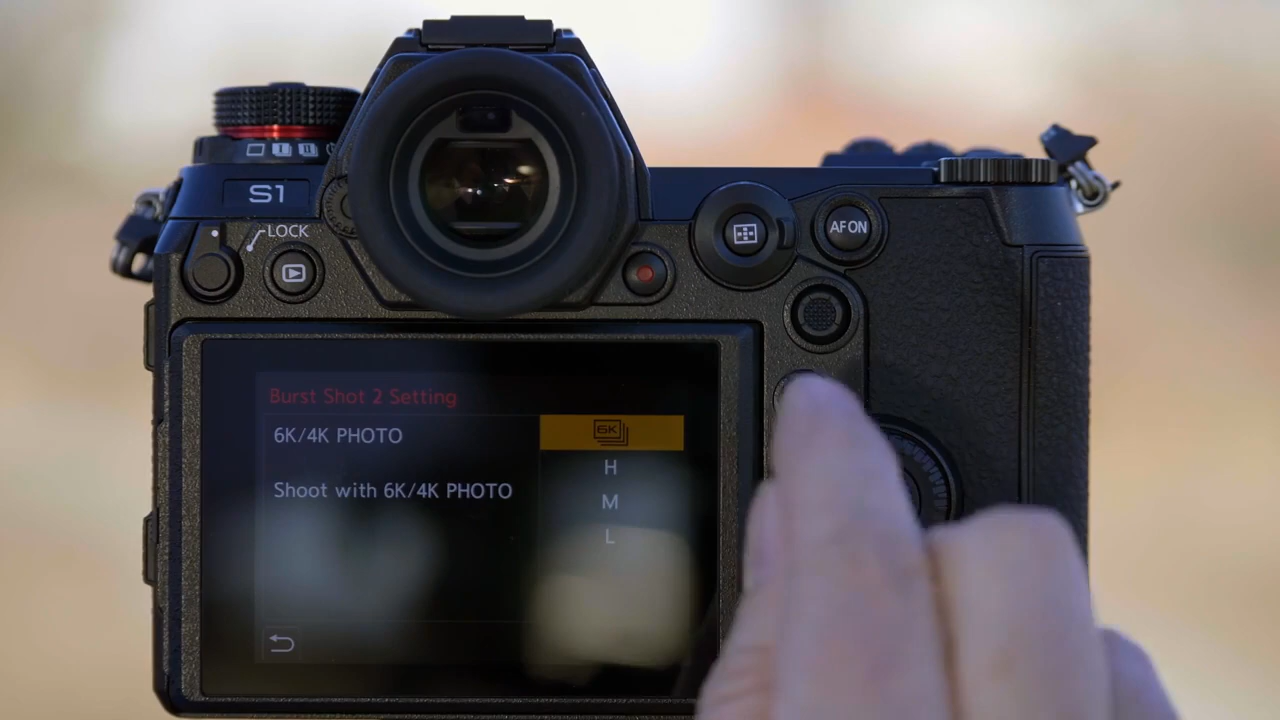 S1
LOCK
AF ON
Burst Shot 2 Setting
6K/4K PHOTO
6K
H
Shoot with 6K/4K PHOTO
M
L